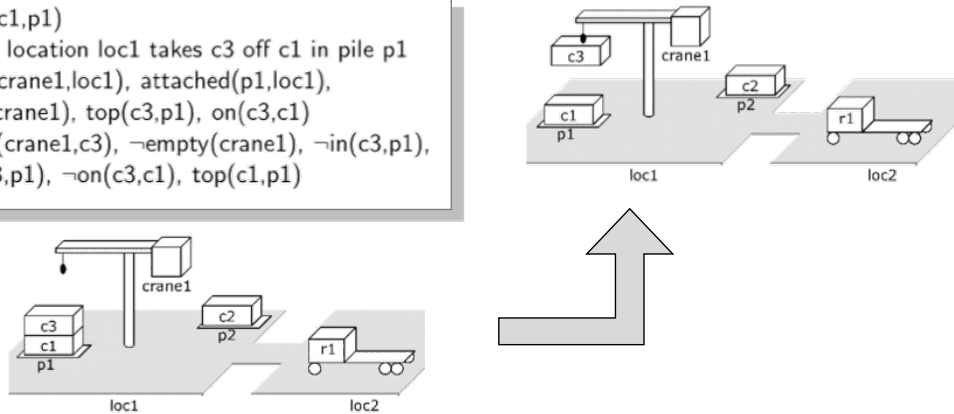 c1,p1)
location loc1 takes c3 off c1 in pile p1
crane1,loc1), attached(p1,loc1),
crane1), top(c3,p1), on(c3,c1)
(crane1,c3), ¬empty(crane1), ¬in(c3,p1),
,p1), ¬on(c3,c1), top(c1,p1)
c3
crane1
c1
p1
c2
p2
r1
loc1
loc2
crane1
c3
c1
p1
c2
p2
r1
loc1
loc2